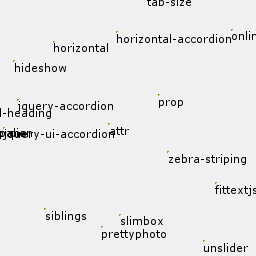 tab-size
horizontal-accordion
horizontal
hideshow
jquery-accordion
prop
l-heading
attr
jquery-ui-accordion
zebra-striping
fittextjs
siblings
slimbox
prettyphoto
unslider